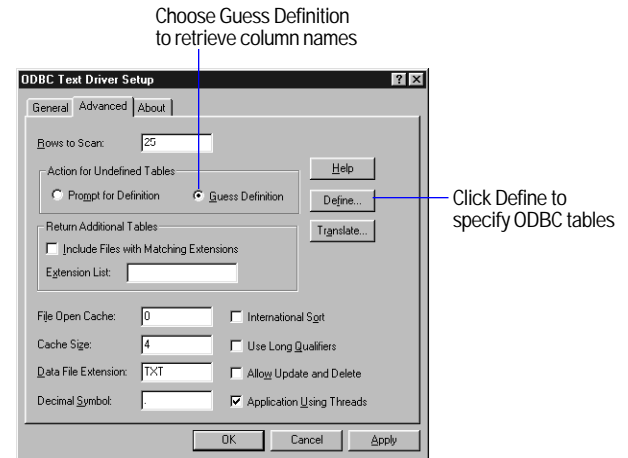 Choose Guess Definition
to retrieve column names
ODBC Text Driver Setup
General Advanced About
Rows to Scan: 25
Action for Undefined Tables
Prompt for Definition Guess Definition
Return Additional Tables
Include Files with Matching Extensions
Extension List:
Help
Define...
Translate...
Click Define to
specify ODBC tables
File Open Cache: 0 International Sort
Cache Size: 4 Use Long Qualifiers
Data File Extension: TXT Allow Update and Delete
Decimal Symbol: . Application Using Threads
OK Cancel Apply